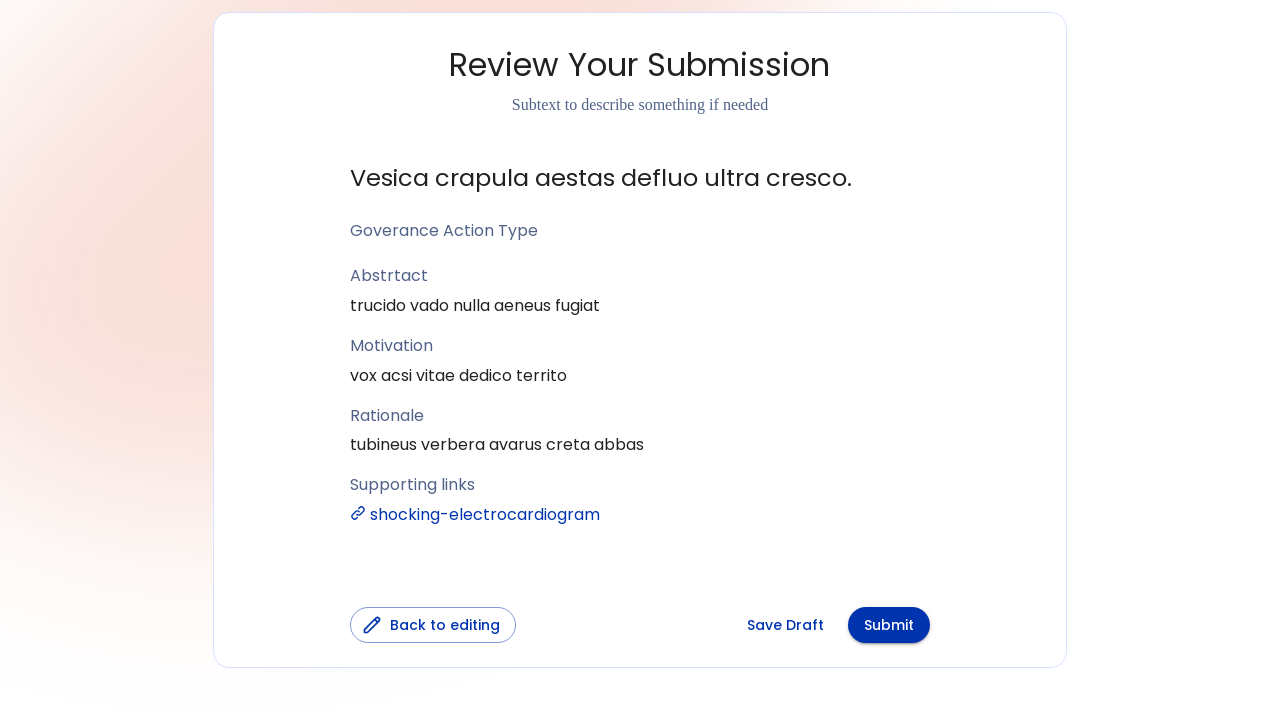 Review Your Submission
Subtext to describe something if needed
Vesica crapula aestas defluo ultra cresco.
Goverance Action Type
Abstrtact
trucido vado nulla aeneus fugiat
Motivation
vox acsi vitae dedico territo
Rationale
tubineus verbera avarus creta abbas
Supporting links
shocking-electrocardiogram
Back to editing
Save Draft
Submit